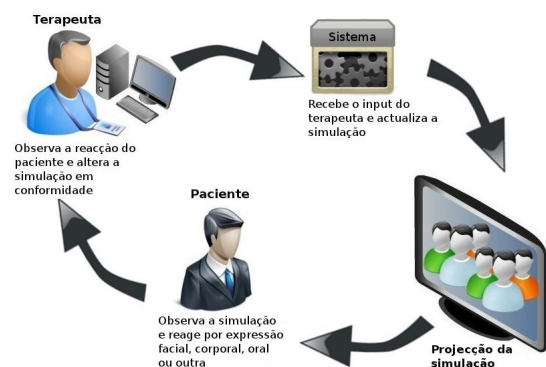 Terapeuta
Observa a reacção do
paciente e altera a
simulação em
conformidade
Sistema
Recebe o input do
terapeuta e actualiza a
simulação
Projecção da
simulação
Paciente
Observa a simulação
e reage por expressão
facial, corporal, oral
ou outra